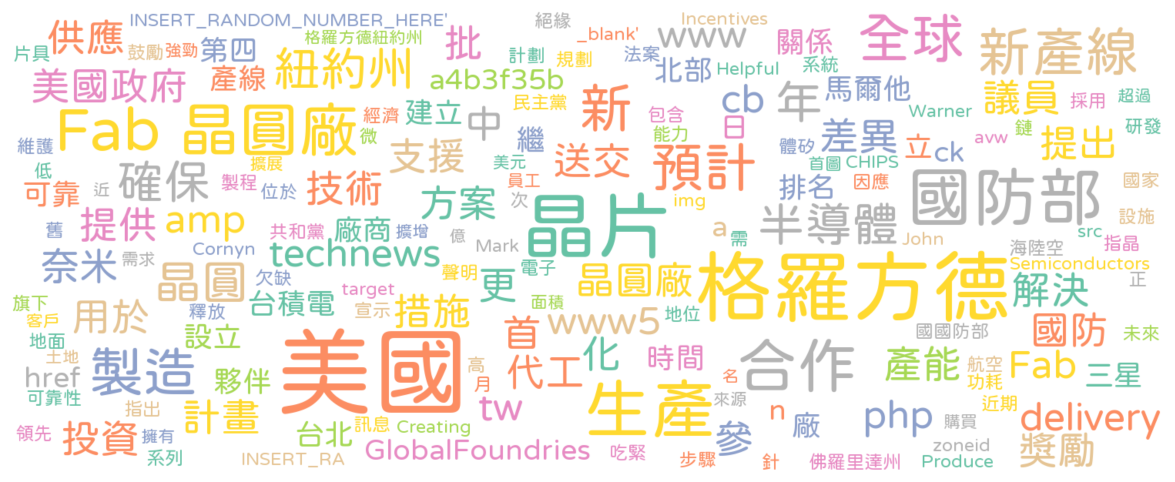 INSERT_RANDOM_NUMBER_HERE'
絕緣
Incentives
供應
格羅方德紐約州
_blank'
www
全球
片具
鼓勵
強勁
第四
批
計劃
規劃
法案
關係
系統
新產線
美國政府
產線
紐約州
a4b3f35b
北部
Helpful
Fab 晶圓廠
經濟
建立
中
民主黨
新
包含
cb
年
馬爾他
議員
採用
超過
Warner
維護
微
擴展
支援
繼
能力
日
差異
立
avw
鏈
提出
研發
低
確保
美元
送交
預計
體矽
首圖
CHIPS
ck
可靠
近
製程
位於
技術
員工
排名
因應
國防部
國家
舊
提供
amp
方案
次
晶片
img
半導體
設施
共和黨
廠商
擴增
億
a
需
John
src
奈米
需求
Cornyn
technews
Mark
海陸空
指晶
晶圓
欠缺
聲明
電子
更
晶圓廠
格羅方德
Semiconductors
正
旗下
釋放
台積電
target
措施
面積
地位
解決
客戶
用於
宣示
首
www5
國國防部
國防
未來
地面
設立
化
時間
土地
製造
美國
高
代工
合作
產能
航空
Fab
三星
href
夥伴
月
tw
生產
名
來源
功耗
可靠性
指出
計畫
訊息
n
php
近期
delivery
領先
投資
擁有
台北
Creating
參
廠
購買
系列
INSERT_RA
GlobalFoundries
吃緊
步驟
針
佛羅里達州
zoneid
Produce
獎勵